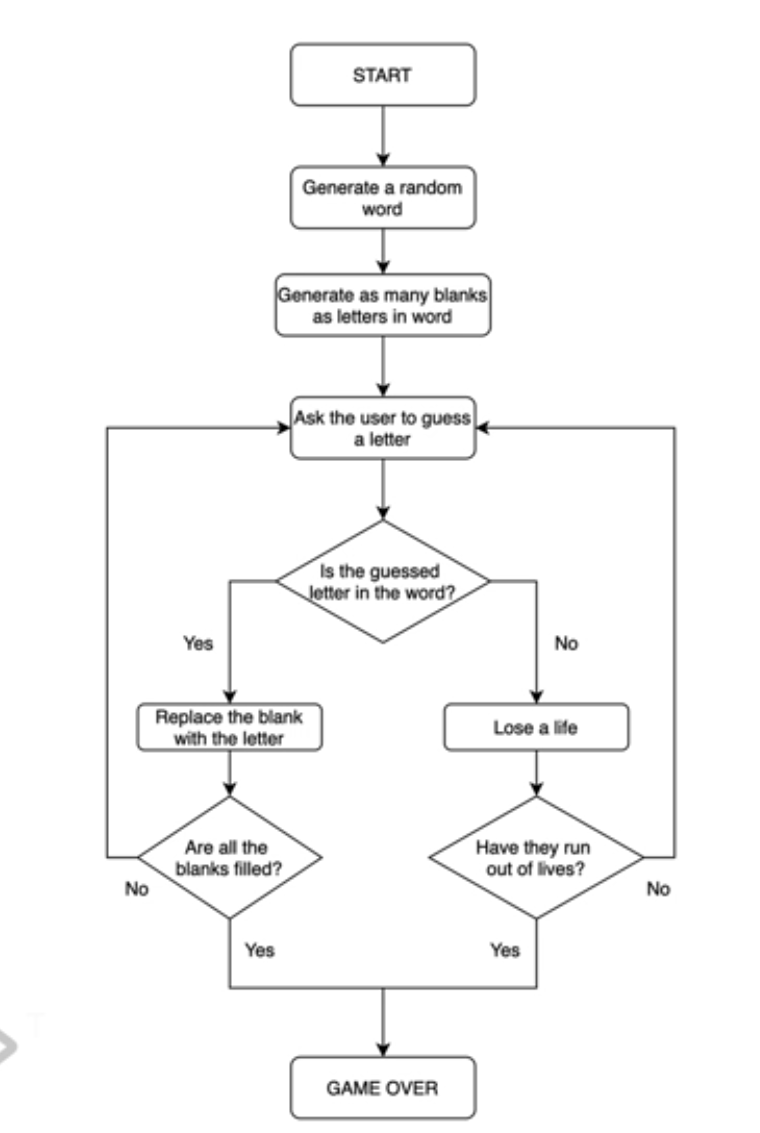 START
Generate a random
word
Generate as many blanks
as letters in word
Ask the user to guess
a letter
Is the guessed
letter in the word?
Yes
No
Replace the blank
with the letter
Lose a life
Are all the
blanks filled?
Have they run
out of lives?
No
No
Yes
Yes
GAME OVER